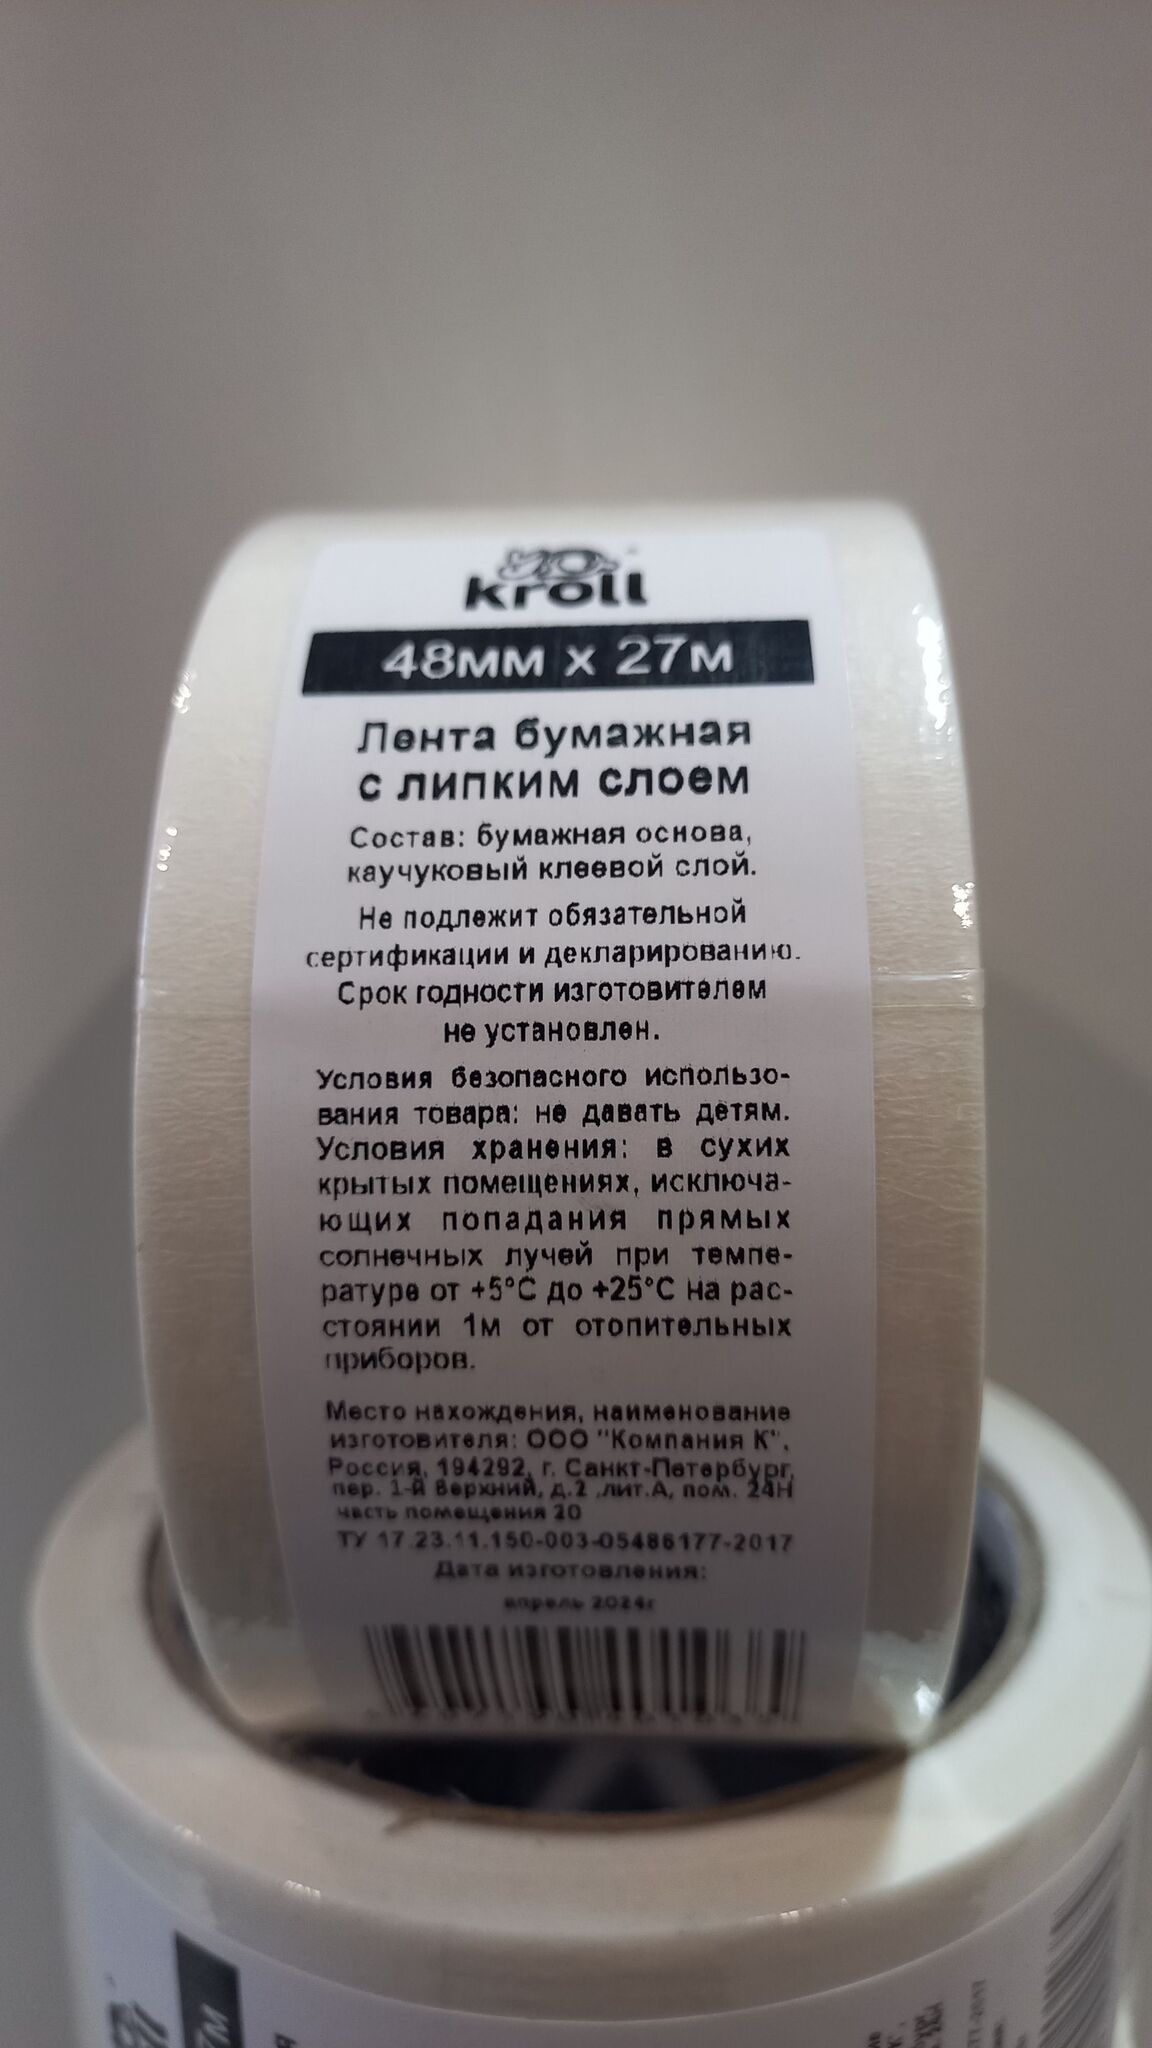 kroll
48мм x 27м
Лента бумажная
с липким слоем
Состав: бумажная основа,
каучуковый клеевой слой.
Не подлежит обязательной
сертификации и декларированию.
Срок годности изготовителем
не установлен.
Условия безопасного использо-
вания товара: не давать детям.
Условия хранения: в сухих
крытых помещениях, исключа-
ющих попадания прямых
солнечных лучей при темпе-
ратуре от +5°С до +25°С на рас-
стоянии 1м от отопительных
приборов.
Место нахождения, наименование
изготовителя: ООО "Компания К",
Россия, 194292, г. Санкт-Петербург,
пер. 1-й Верхний, д.2 ,лит.А, пом. 24Н
часть помещения 20
ТУ 17.23.11.150-003-05486177-2017
Дата изготовления:
апрель 2024г
7м